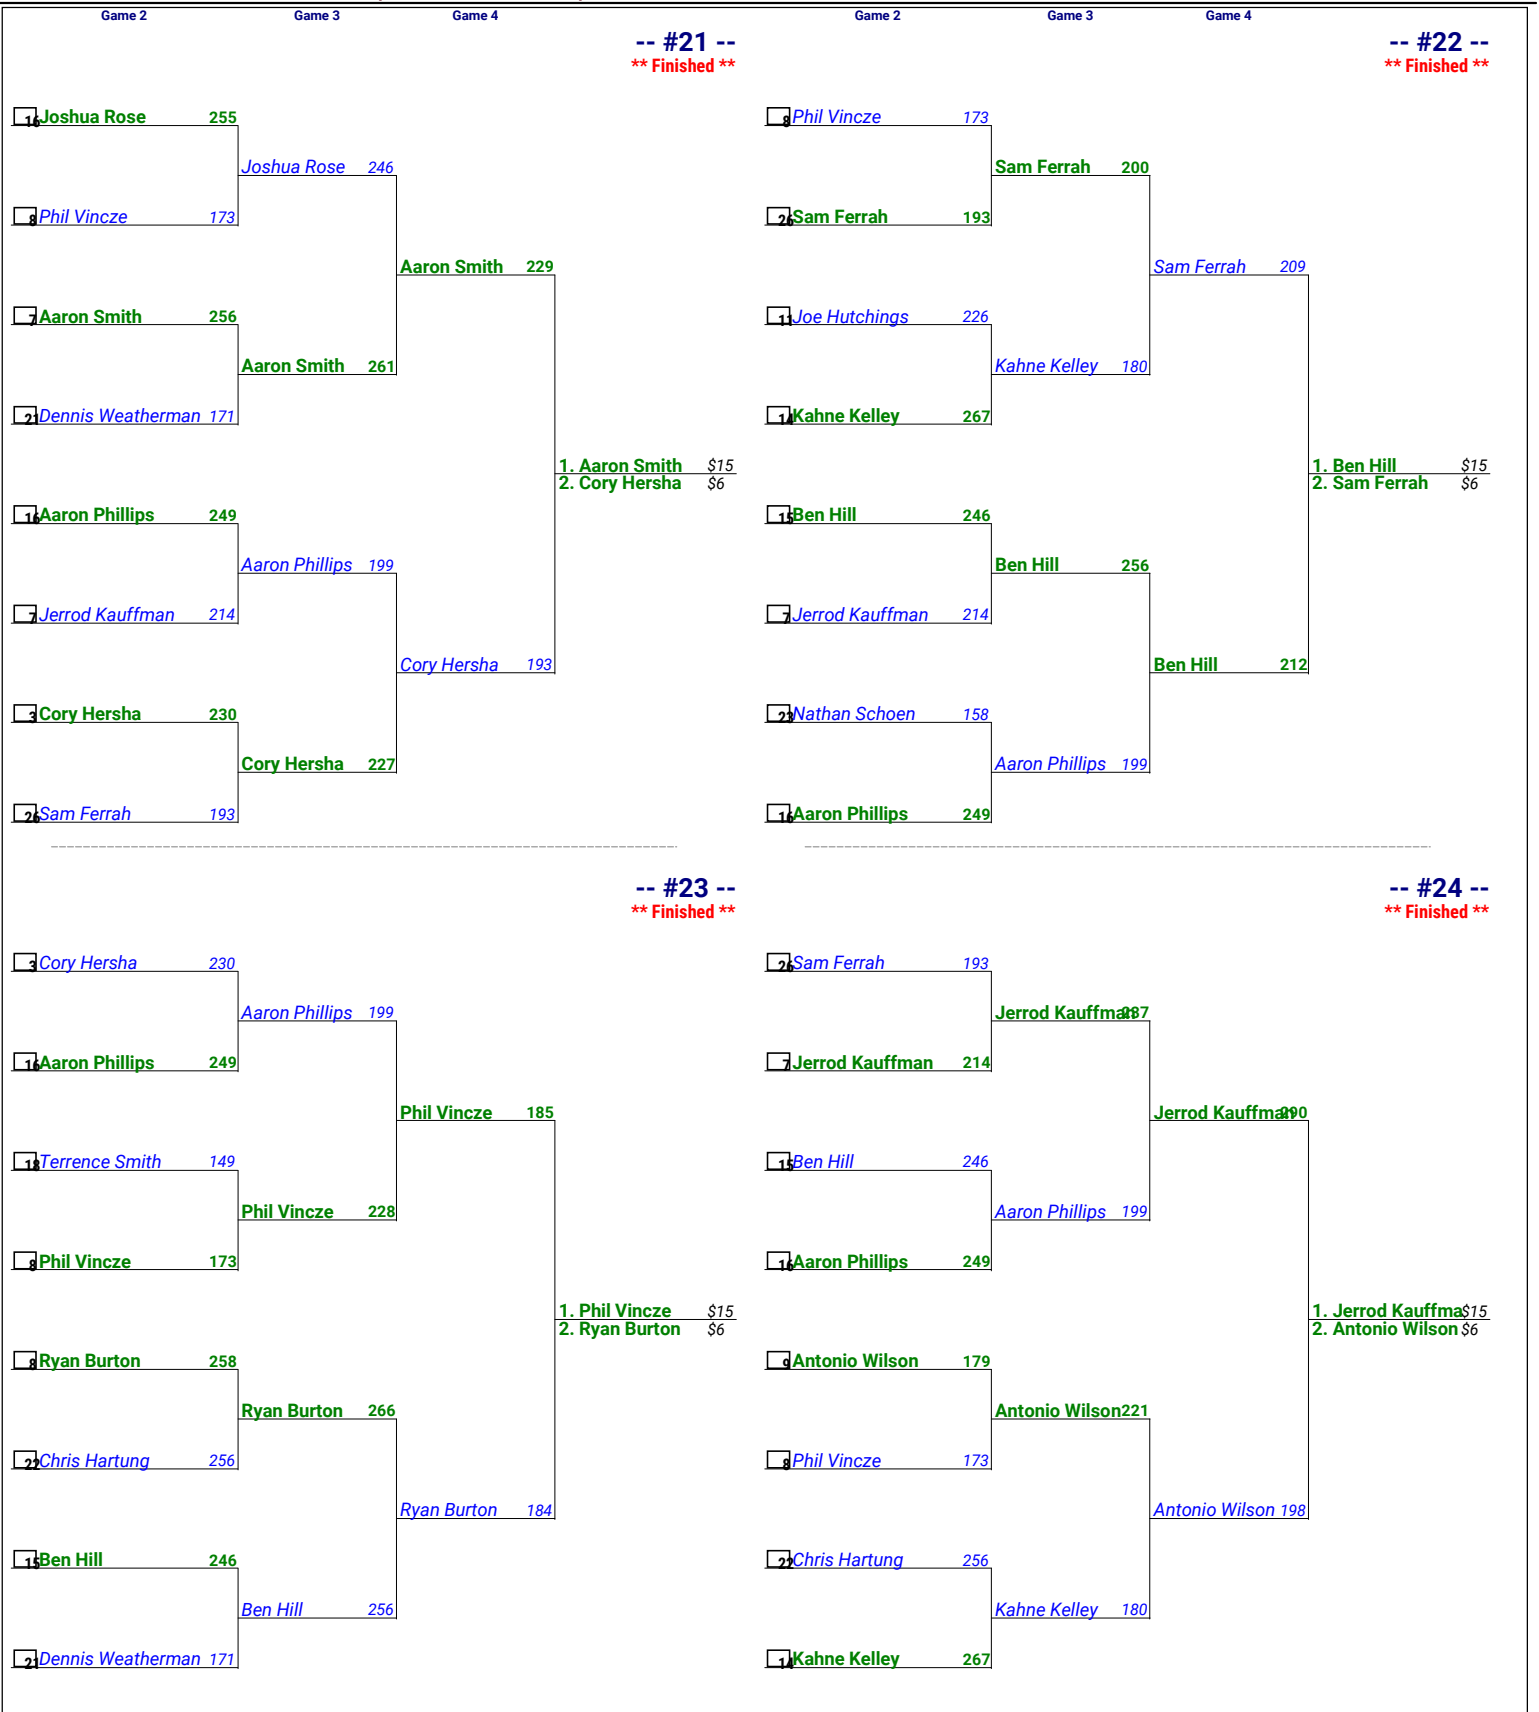 Game 2 Game 3 Game 4 Game 2 Game 3 Game 4
-- #21 --
** Finished **
16 Joshua Rose 255
Joshua Rose 246
8 Phil Vincze 173
Aaron Smith 229
7 Aaron Smith 256
Aaron Smith 261
21 Dennis Weatherman 171
1. Aaron Smith $15
2. Cory Hersha $6
16 Aaron Phillips 249
Aaron Phillips 199
7 Jerrod Kauffman 214
Cory Hersha 193
3 Cory Hersha 230
Cory Hersha 227
26 Sam Ferrah 193
-- #22 --
** Finished **
8 Phil Vincze 173
Sam Ferrah 200
26 Sam Ferrah 193
Sam Ferrah 209
11 Joe Hutchings 226
Kahne Kelley 180
14 Kahne Kelley 267
1. Ben Hill $15
2. Sam Ferrah $6
15 Ben Hill 246
Ben Hill 256
7 Jerrod Kauffman 214
Ben Hill 212
23 Nathan Schoen 158
Aaron Phillips 199
16 Aaron Phillips 249
-- #23 --
** Finished **
3 Cory Hersha 230
Aaron Phillips 199
16 Aaron Phillips 249
Phil Vincze 185
18 Terrence Smith 149
Phil Vincze 228
8 Phil Vincze 173
1. Phil Vincze $15
2. Ryan Burton $6
8 Ryan Burton 258
Ryan Burton 266
22 Chris Hartung 256
Ryan Burton 184
15 Ben Hill 246
Ben Hill 256
21 Dennis Weatherman 171
-- #24 --
** Finished **
26 Sam Ferrah 193
Jerrod Kauffman 237
7 Jerrod Kauffman 214
Jerrod Kauffman 290
15 Ben Hill 246
Aaron Phillips 199
16 Aaron Phillips 249
1. Jerrod Kauffma $15
2. Antonio Wilson $6
9 Antonio Wilson 179
Antonio Wilson 221
8 Phil Vincze 173
Antonio Wilson 198
22 Chris Hartung 256
Kahne Kelley 180
14 Kahne Kelley 267